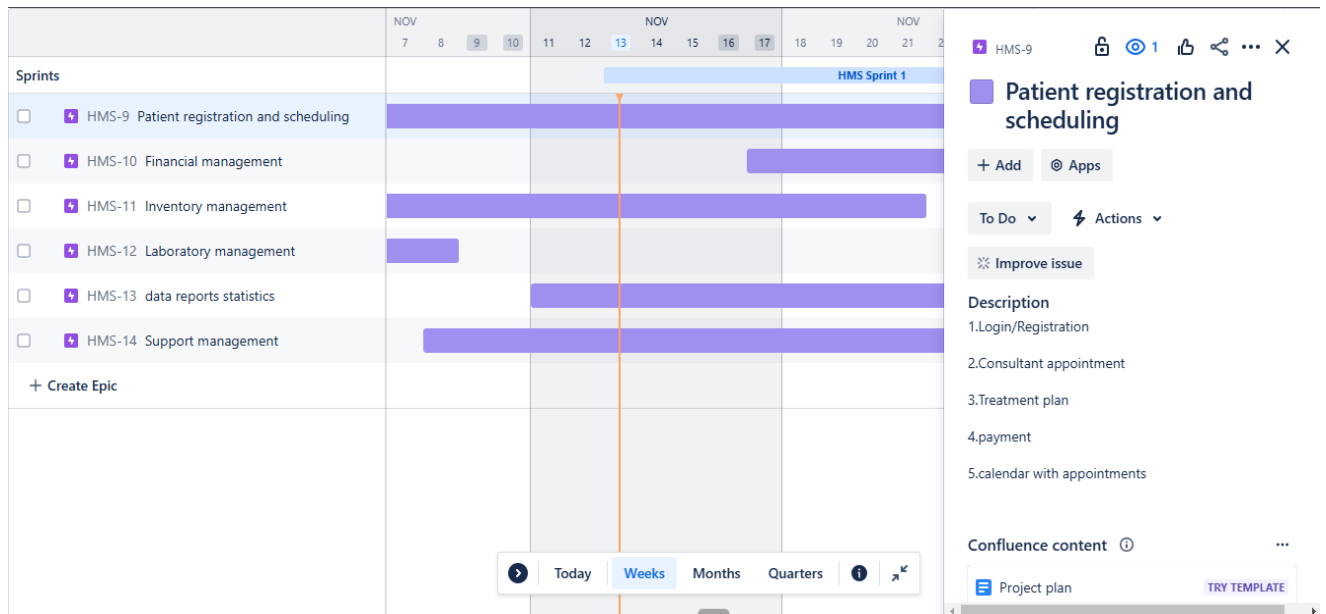 NOV NOV NOV
7 8 9 10 11 12 13 14 15 16 17 18 19 20 21 2
Sprints
HMS Sprint 1
HMS-9 Patient registration and scheduling
HMS-10 Financial management
HMS-11 Inventory management
HMS-12 Laboratory management
HMS-13 data reports statistics
HMS-14 Support management
+ Create Epic
Today Weeks Months Quarters
HMS-9
1
Patient registration and
scheduling
+ Add Apps
To Do Actions
Improve issue
Description
1.Login/Registration
2.Consultant appointment
3.Treatment plan
4.payment
5.calendar with appointments
Confluence content
Project plan TRY TEMPLATE